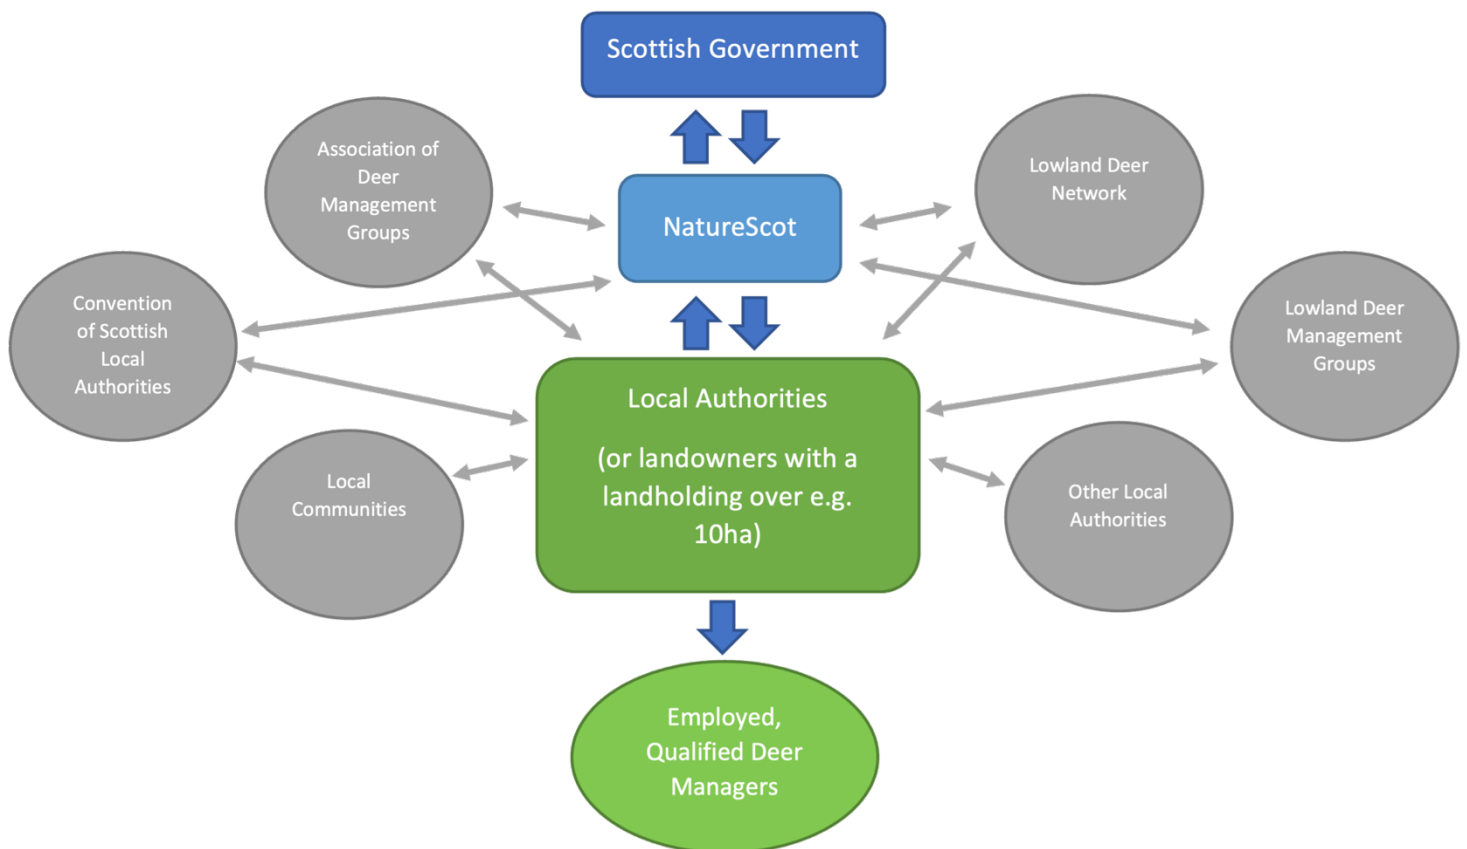 Scottish Government
Association of
Deer
Management
Groups
Lowland Deer
Network
NatureScot
Convention
of Scottish
Local
Authorities
Lowland Deer
Management
Groups
Local Authorities
(or landowners with a
landholding over e.g.
10ha)
Local
Communities
Other Local
Authorities
Employed,
Qualified Deer
Managers